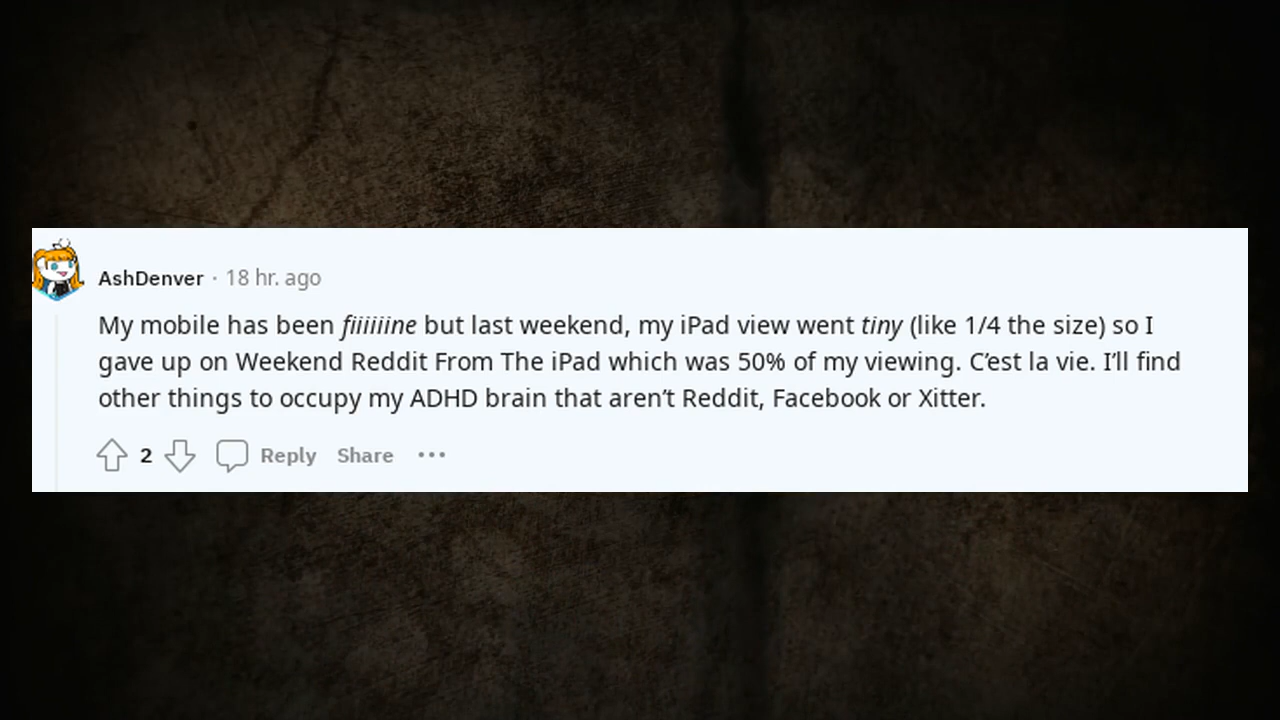 AshDenver · 18 hr. ago
My mobile has been fiiiiiine but last weekend, my iPad view went tiny (like 1/4 the size) so I
gave up on Weekend Reddit From The iPad which was 50% of my viewing. C’est la vie. I’ll find
other things to occupy my ADHD brain that aren’t Reddit, Facebook or Xitter.
2 Reply Share ···